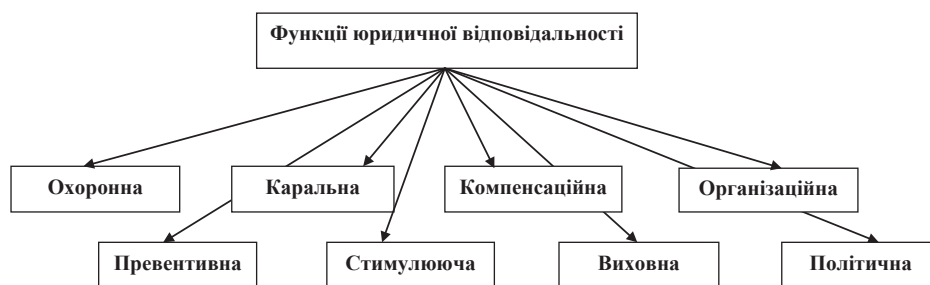 Функції юридичної відповідальності
Охоронна
Каральна
Компенсаційна
Організаційна
Превентивна
Стимулююча
Виховна
Політична